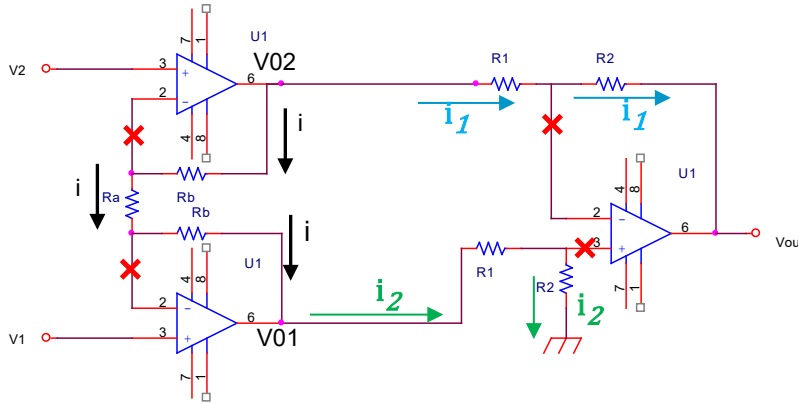 7 1 U1
V2 3 + V02
6
2 −
4 8
i
Rb
i Ra
Rb
i
4 8 U1
2 −
6
V1 3 + V01
7 1
R1 R2
i1 i1
4 8 U1
2 −
6
3 +
Vou
R1
R2
7 1
i2 i2